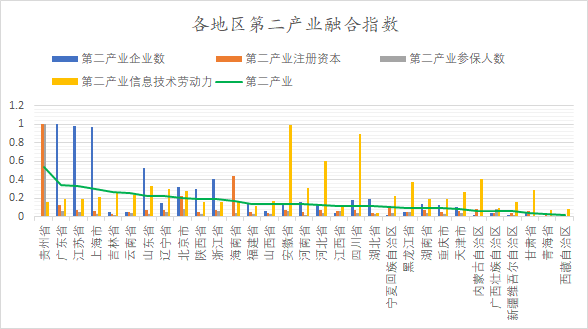 各地区第二产业融合指数
第二产业企业数 第二产业注册资本 第二产业参保人数
第二产业信息技术劳动力 第二产业
1.2
1
0.8
0.6
0.4
0.2
0
贵州省
广东省
江苏省
上海市
吉林省
云南省
山东省
辽宁省
北京市
陕西省
浙江省
海南省
福建省
山西省
安徽省
河南省
河北省
江西省
四川省
湖北省
宁夏回族自治区
黑龙江省
湖南省
重庆市
天津市
内蒙古自治区
广西壮族自治区
新疆维吾尔自治区
甘肃省
青海省
西藏自治区